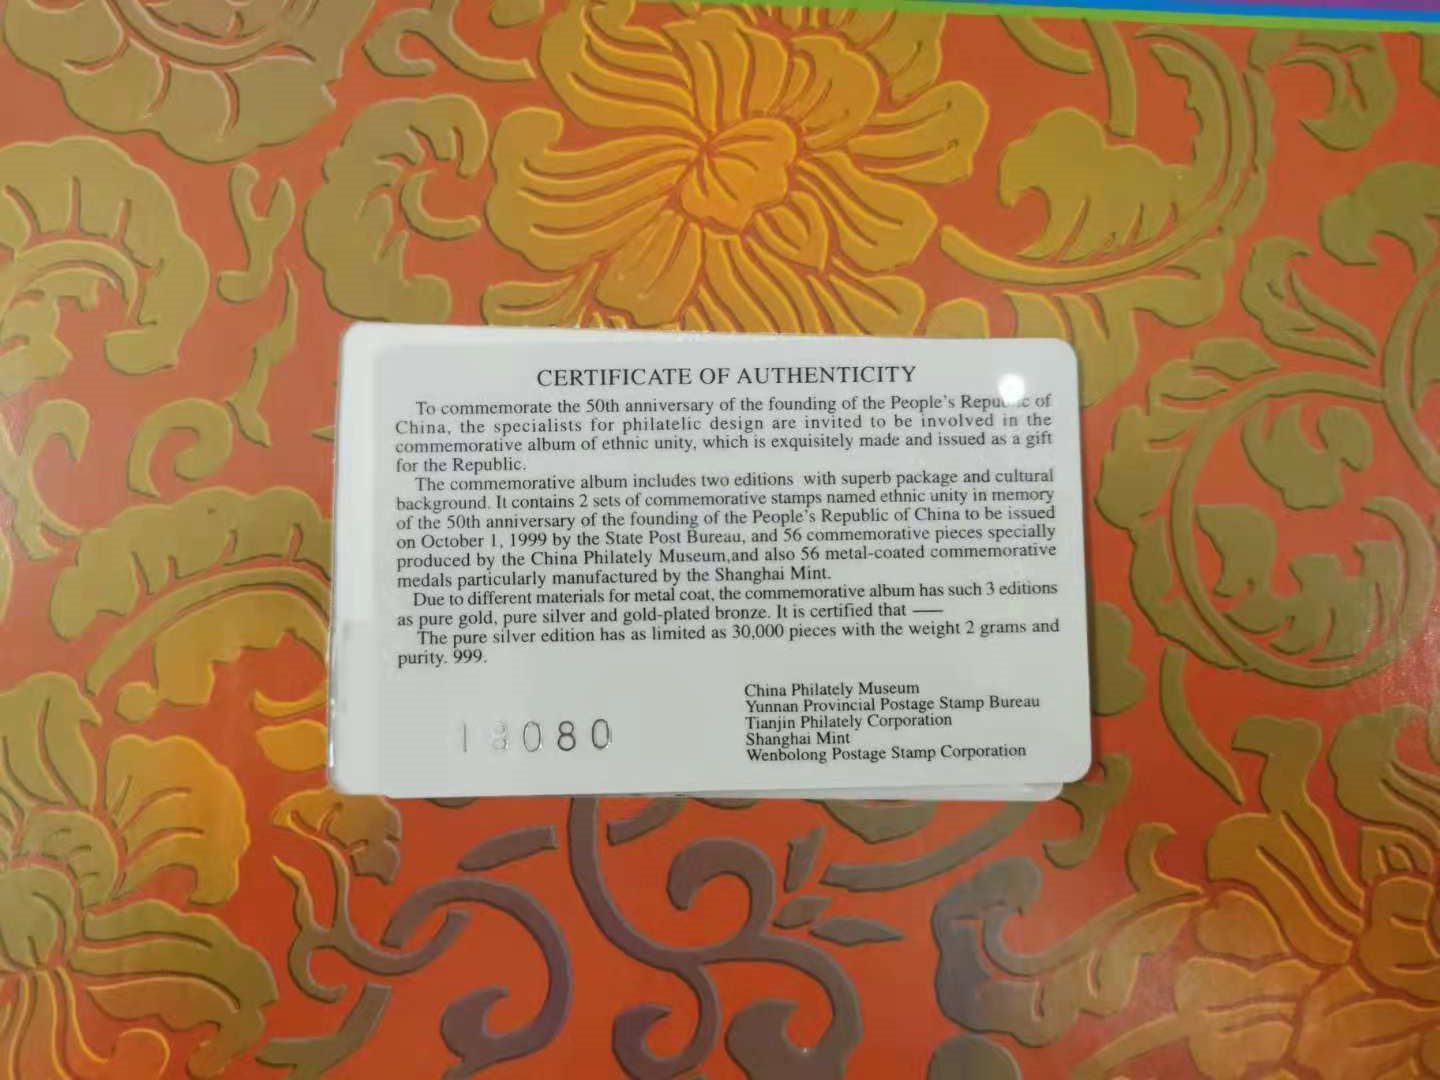 CERTIFICATE OF AUTHENTICITY
To commemorate the 50th anniversary of the founding of the People's Republic of
China, the specialists for philatelic design are invited to be involved in the
commemorative album of ethnic unity, which is exquisitely made and issued as a gift
for the Republic.
The commemorative album includes two editions with superb package and cultural
background. It contains 2 sets of commemorative stamps named ethnic unity in memory
of the 50th anniversary of the founding of the People's Republic of China to be issued
on October 1, 1999 by the State Post Bureau, and 56 commemorative pieces specially
produced by the China Philately Museum,and also 56 metal-coated commemorative
medals particularly manufactured by the Shanghai Mint.
Due to different materials for metal coat, the commemorative album has such 3 editions
as pure gold, pure silver and gold-plated bronze. It is certified that ——
The pure silver edition has as limited as 30,000 pieces with the weight 2 grams and
purity. 999.
China Philately Museum
Yunnan Provincial Postage Stamp Bureau
Tianjin Philately Corporation
Shanghai Mint
Wenbolong Postage Stamp Corporation